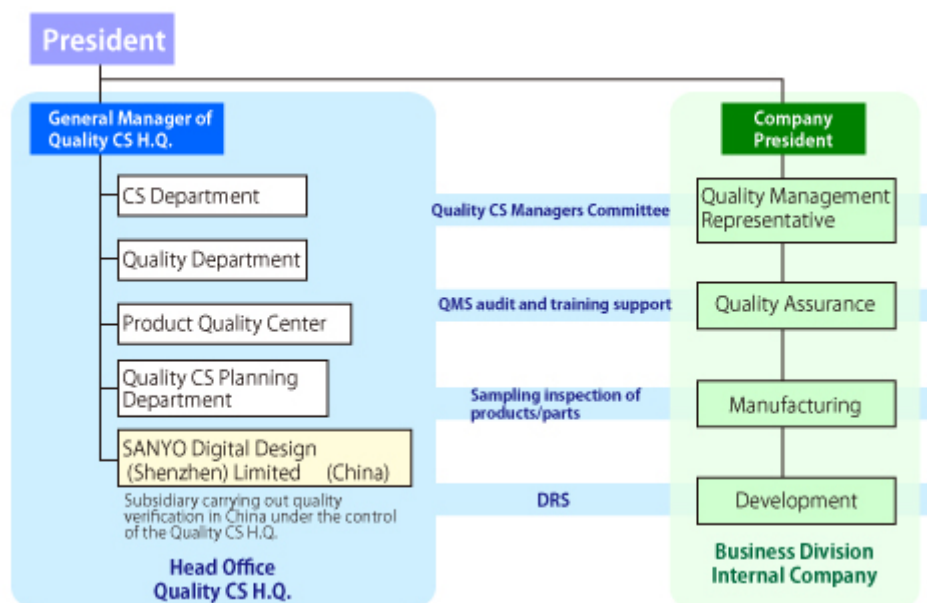 President
General Manager of
Quality CS H.Q.
CS Department
Quality Department
Product Quality Center
Quality CS Planning
Department
SANYO Digital Design
(Shenzhen) Limited (China)
Subsidiary carrying out quality
verification in China under the control
of the Quality CS H.Q.
Head Office
Quality CS H.Q.
Quality CS Managers Committee
QMS audit and training support
Sampling inspection of
products/parts
DRS
Company
President
Quality Management
Representative
Quality Assurance
Manufacturing
Development
Business Division
Internal Company